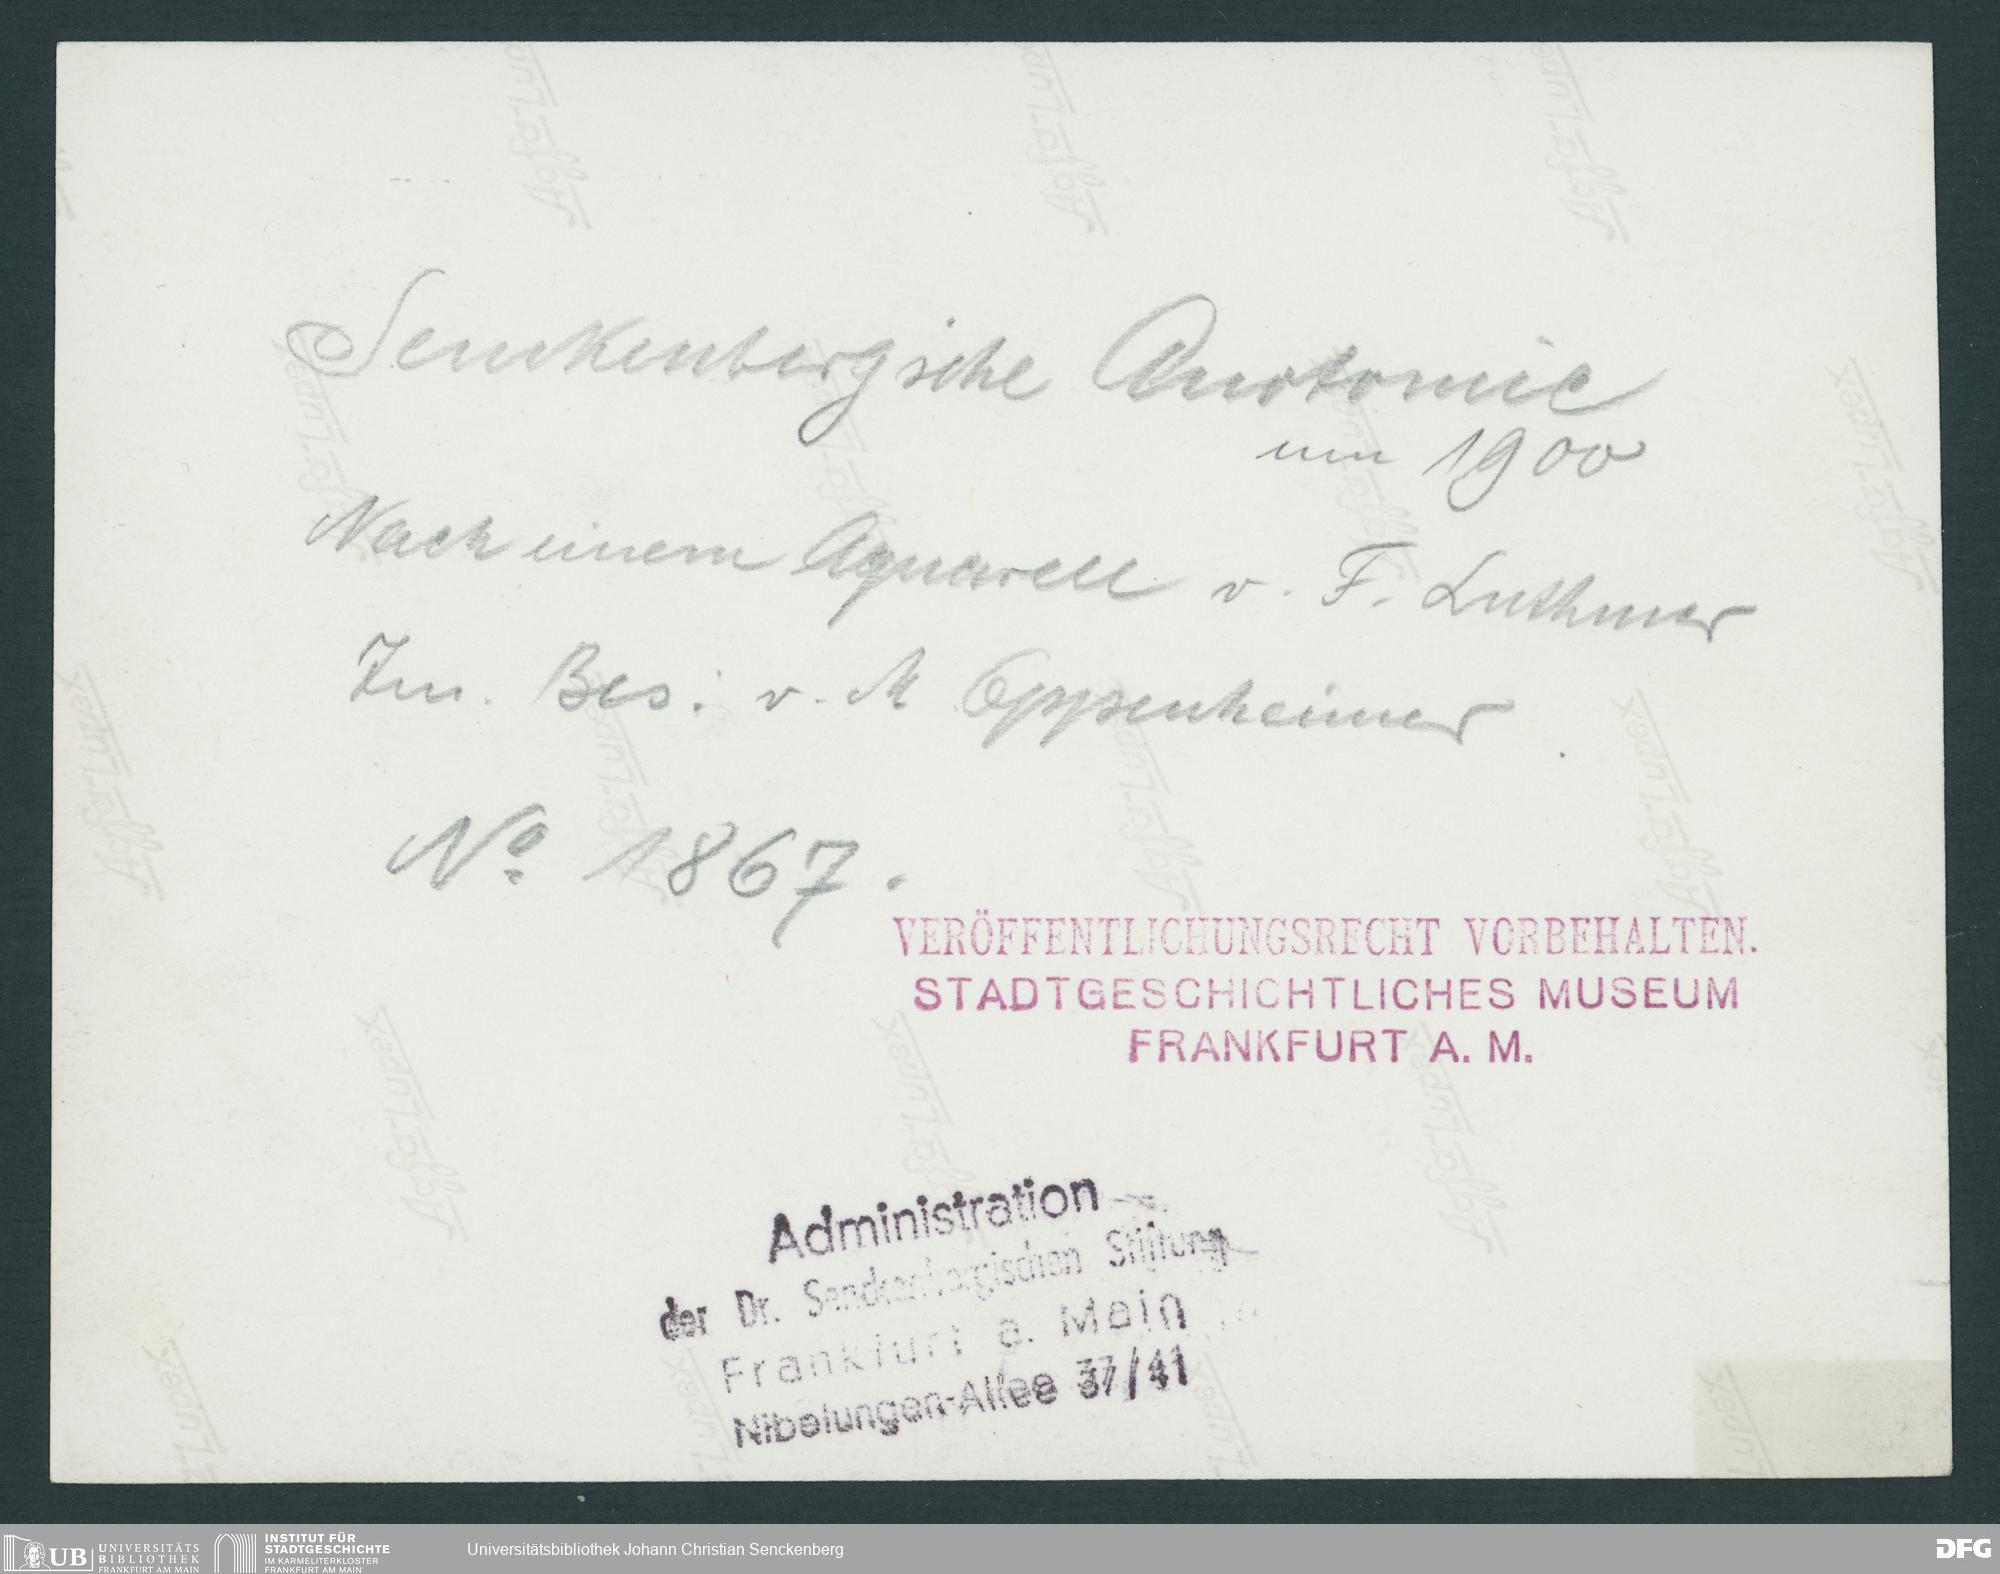 Senckenbergische Anatomie
um 1900
Nach einem Aquarell v. F. Luthmer
Im. Bes. v. M Oppenheimer
No 1867.
VERÖFFENTLICHUNGSRECHT VORBEHALTEN.
STADTGESCHICHTLICHES MUSEUM
FRANKFURT A. M.
Administration
der Dr. Senckenbergischen Stiftung
Frankfurt a. Main
Nibelungen-Allee 37/41
Agfa-Lupex
UB UNIVERSITÄTS
BIBLIOTHEK
FRANKFURT AM MAIN
INSTITUT FÜR
STADTGESCHICHTE
IM KARMELITERKLOSTER
FRANKFURT AM MAIN
Universitätsbibliothek Johann Christian Senckenberg
DFG